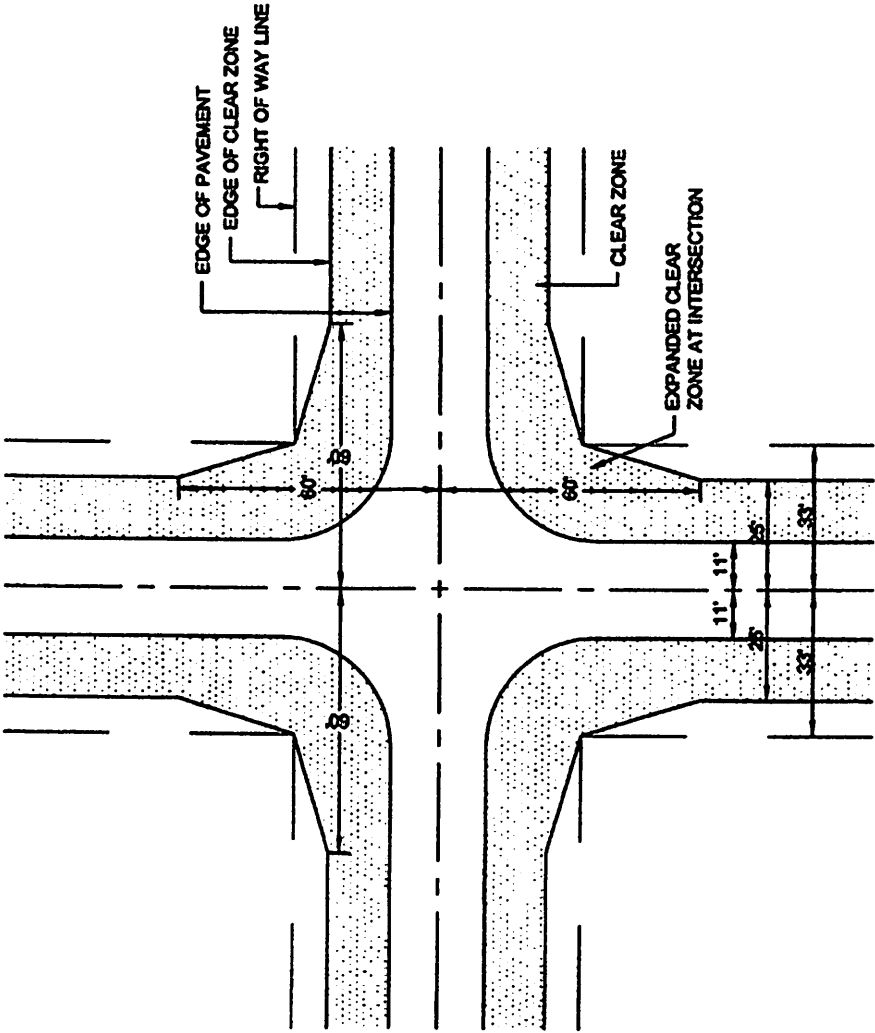 EDGE OF PAVEMENT
EDGE OF CLEAR ZONE
RIGHT OF WAY LINE
CLEAR ZONE
EXPANDED CLEAR
ZONE AT INTERSECTION
60'
60'
60'
60'
11'
11'
25'
25'
33'
33'